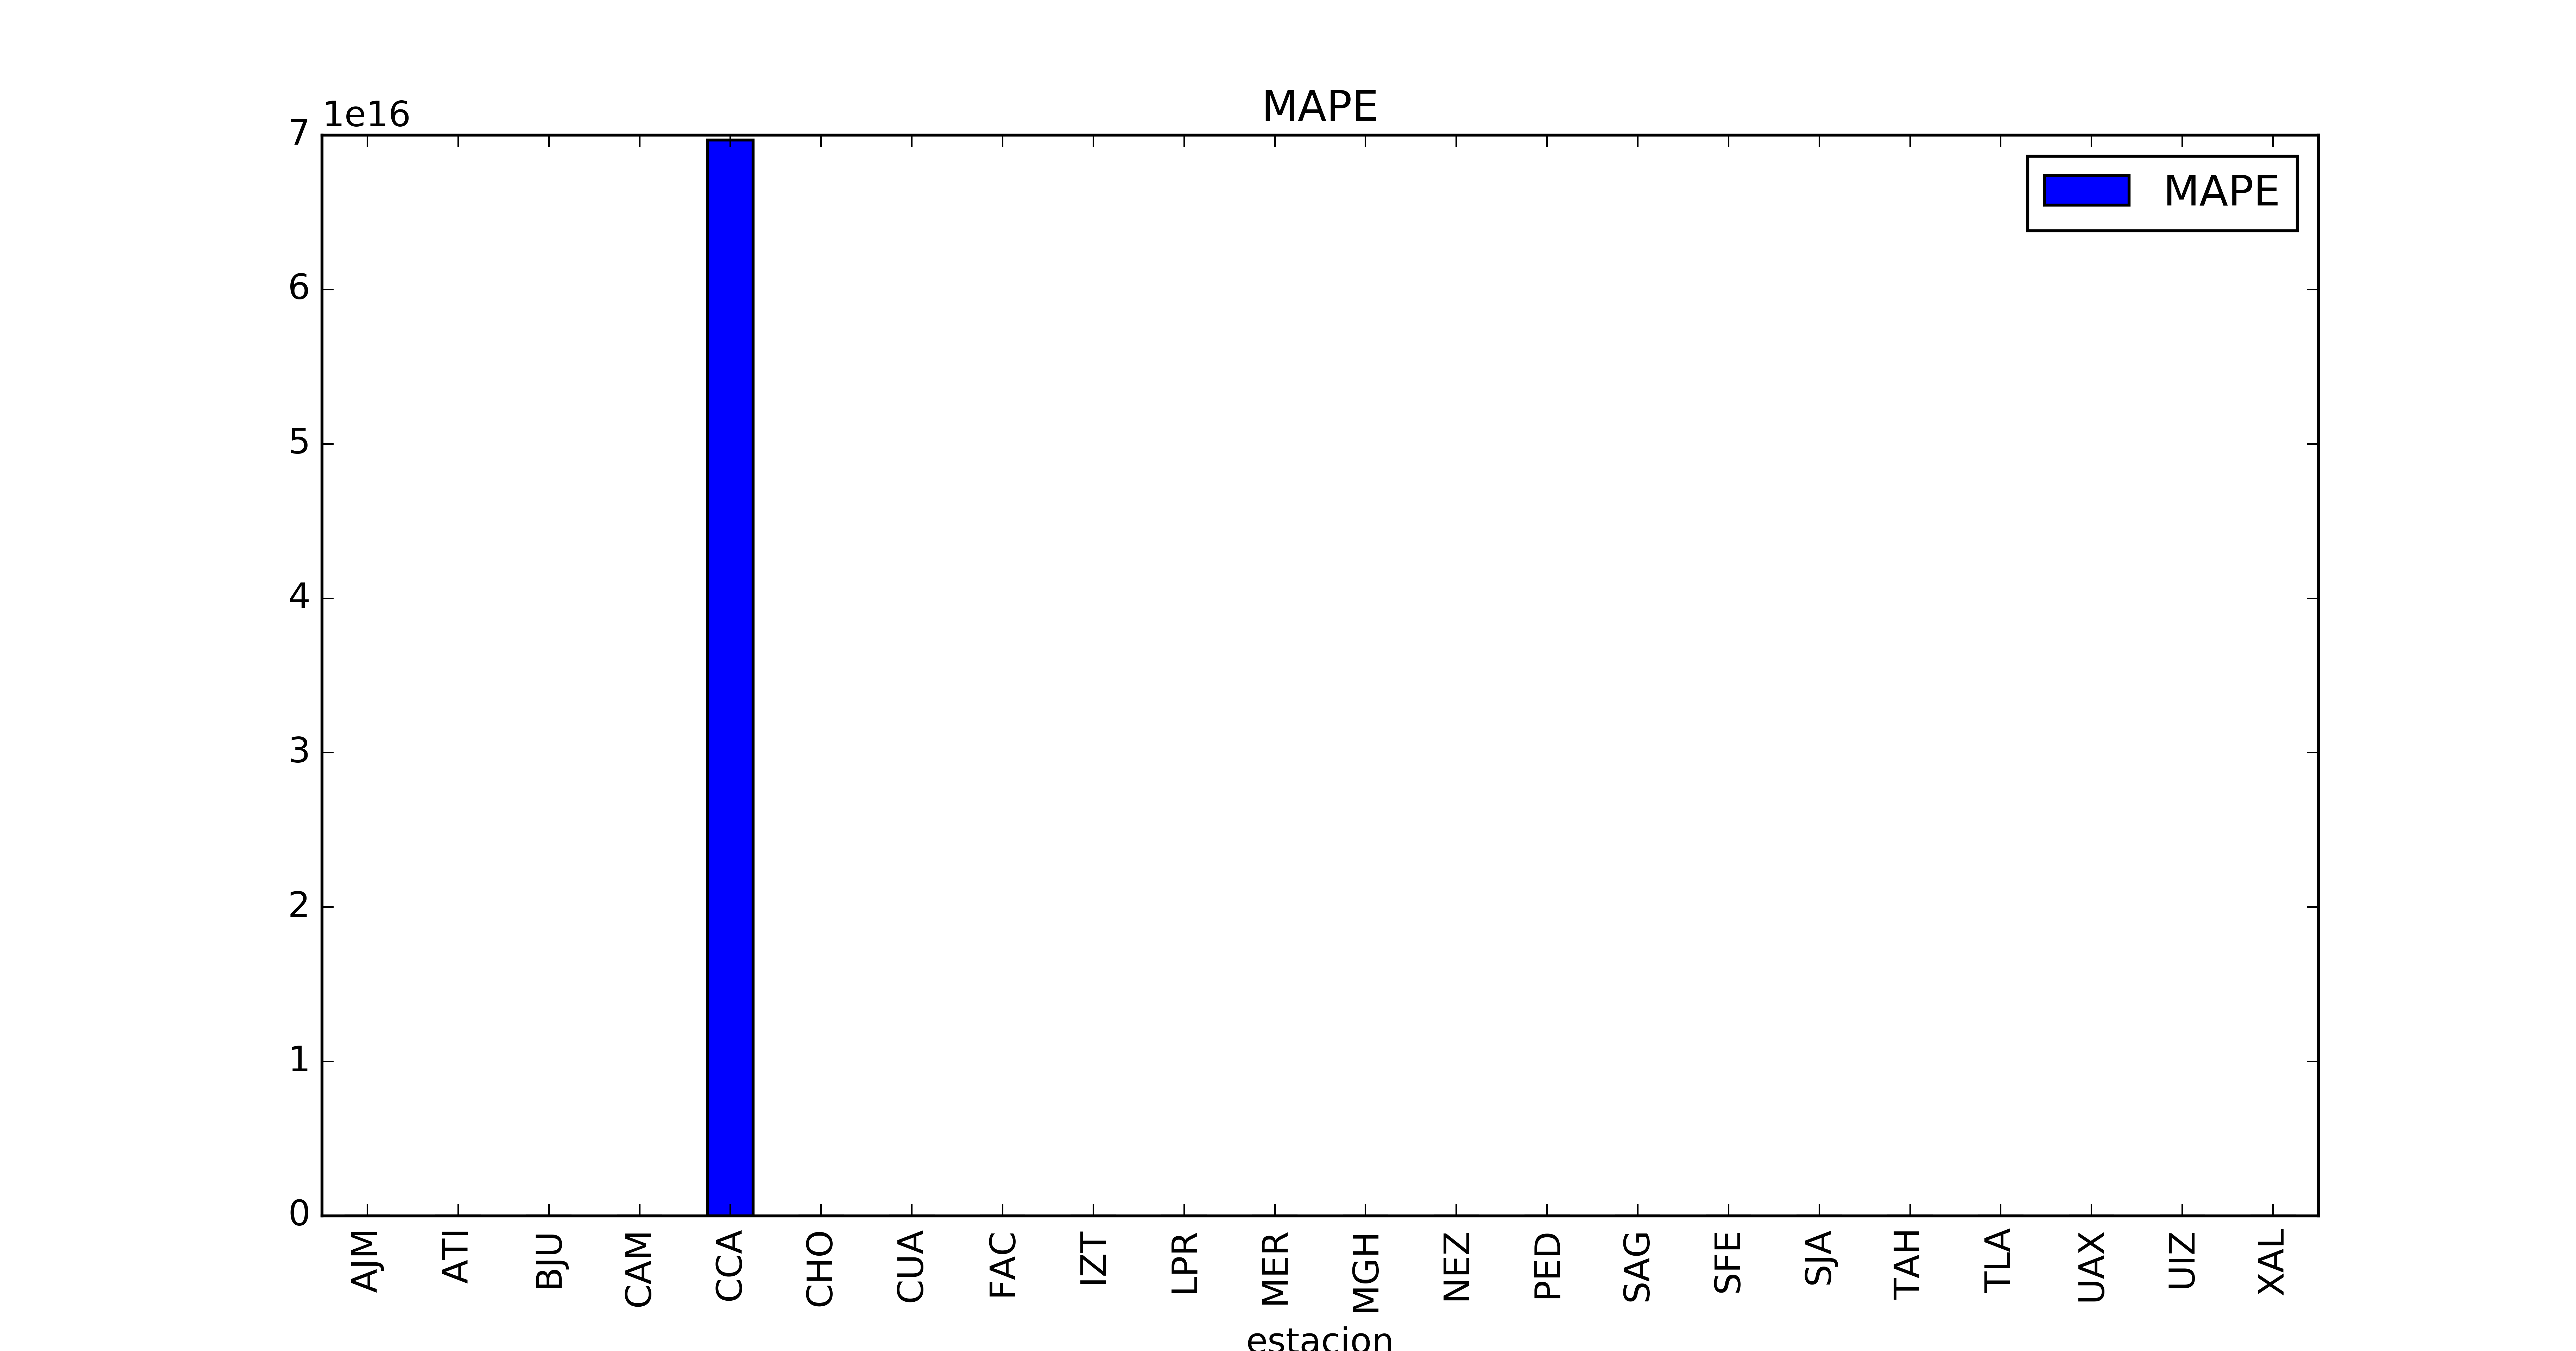 MAPE
1e16
7
6
5
4
3
2
1
0
MAPE
AJM ATI BJU CAM CCA CHO CUA FAC IZT LPR MER MGH NEZ PED SAG SFE SJA TAH TLA UAX UIZ XAL
estacion